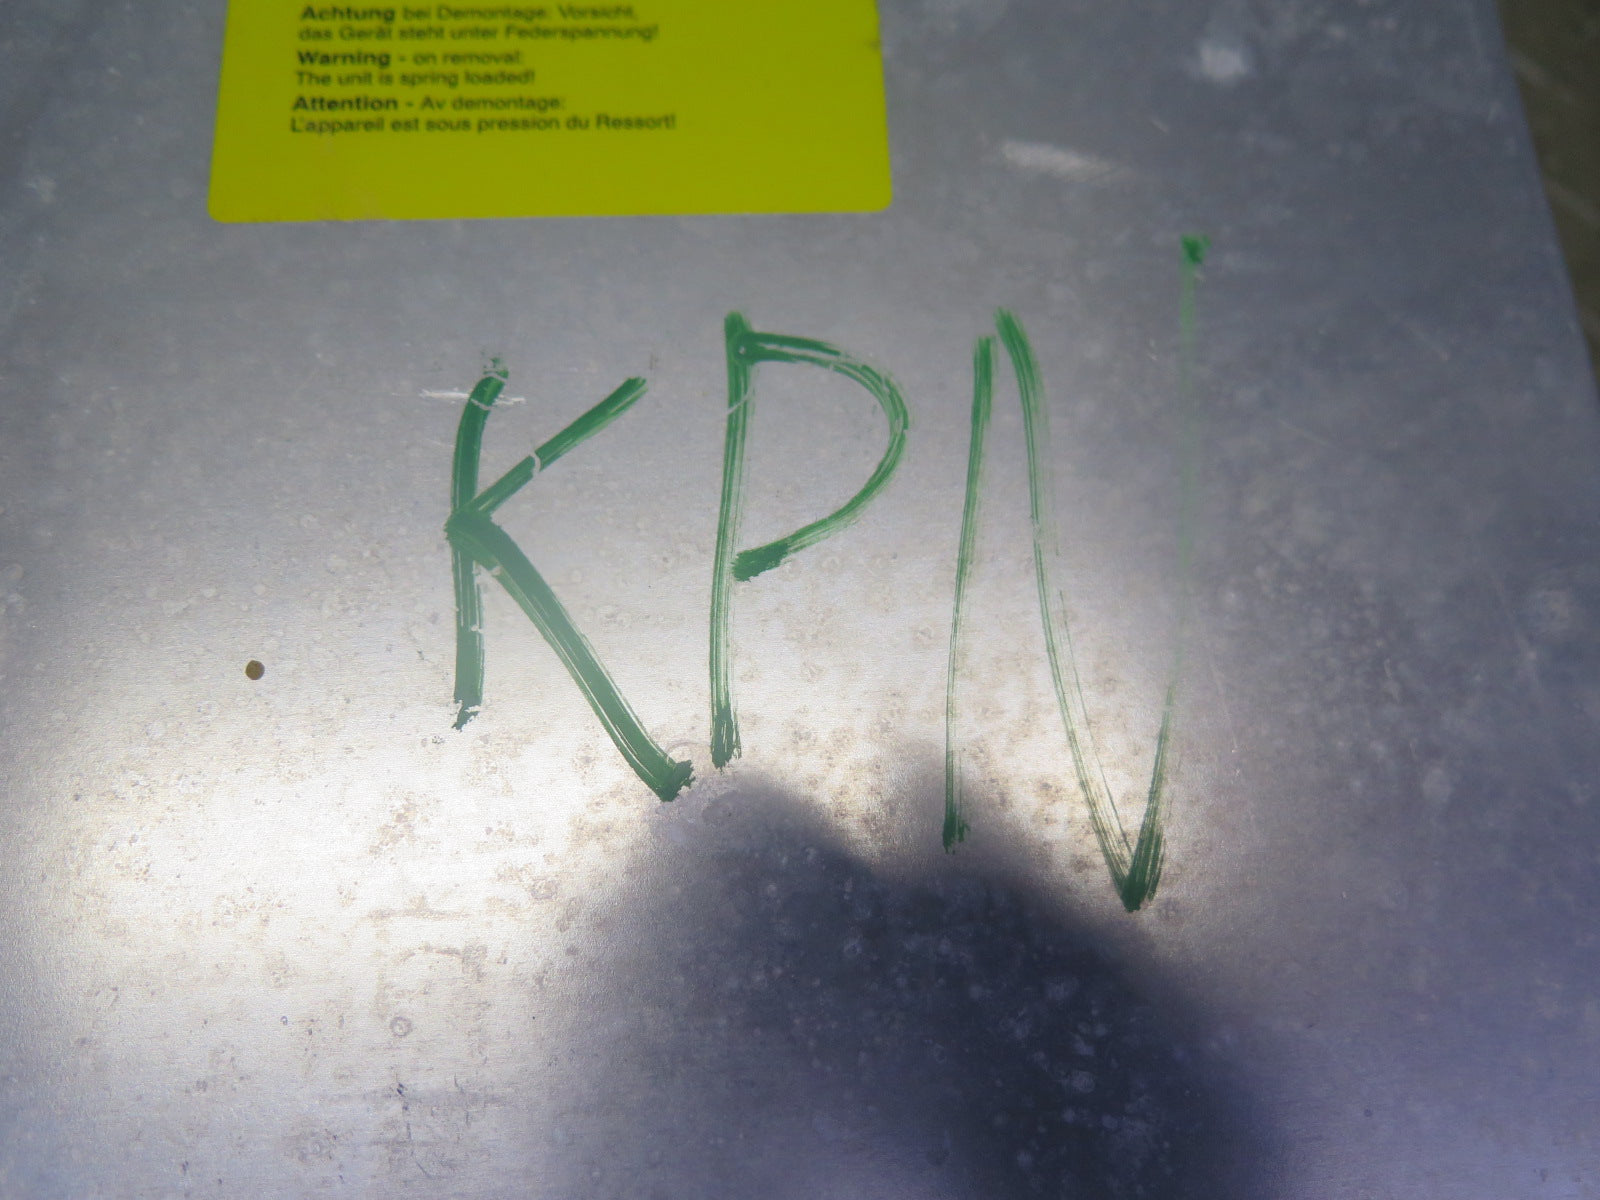 Achtung bei Demontage: Vorsicht,
das Gerät steht unter Federspannung!
Warning - on removal:
The unit is spring loaded!
Attention - Av demontage:
L'appareil est sous pression du Ressort!
KPN